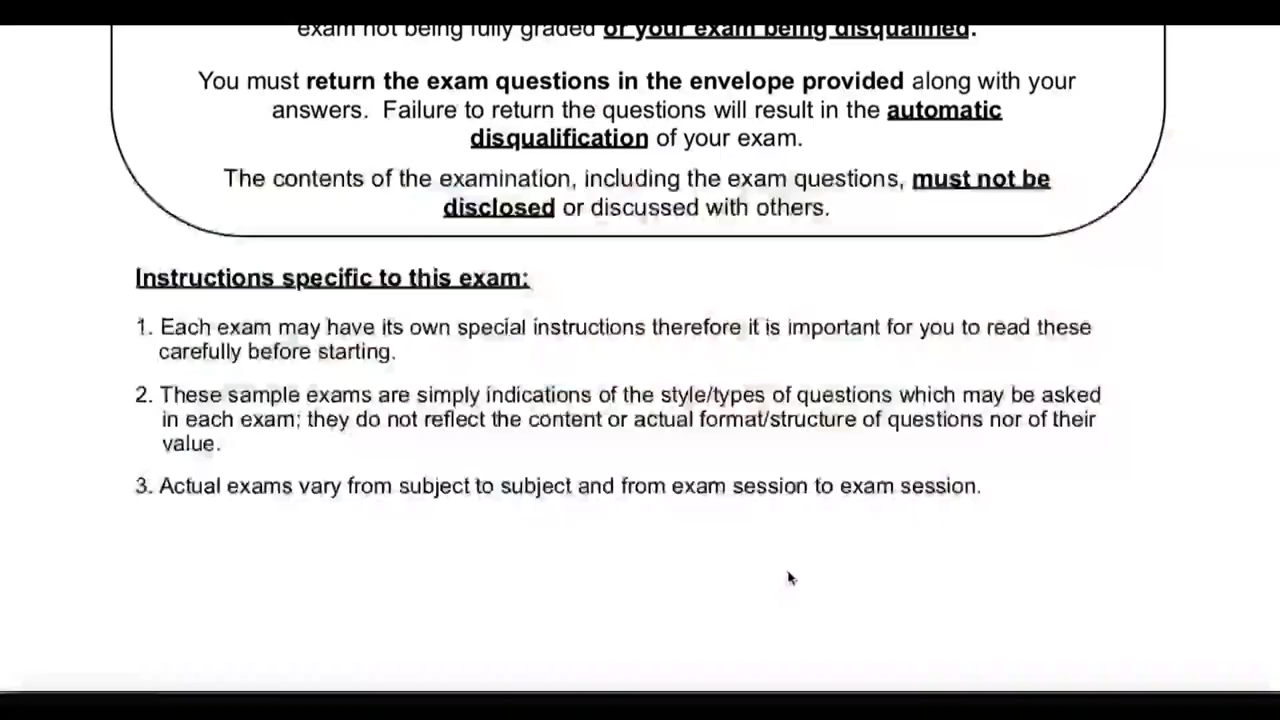 exam not being fully graded or your exam being disqualified.
You must return the exam questions in the envelope provided along with your
answers. Failure to return the questions will result in the automatic
disqualification of your exam.
The contents of the examination, including the exam questions, must not be
disclosed or discussed with others.
Instructions specific to this exam:
1. Each exam may have its own special instructions therefore it is important for you to read these
carefully before starting.
2. These sample exams are simply indications of the style/types of questions which may be asked
in each exam; they do not reflect the content or actual format/structure of questions nor of their
value.
3. Actual exams vary from subject to subject and from exam session to exam session.